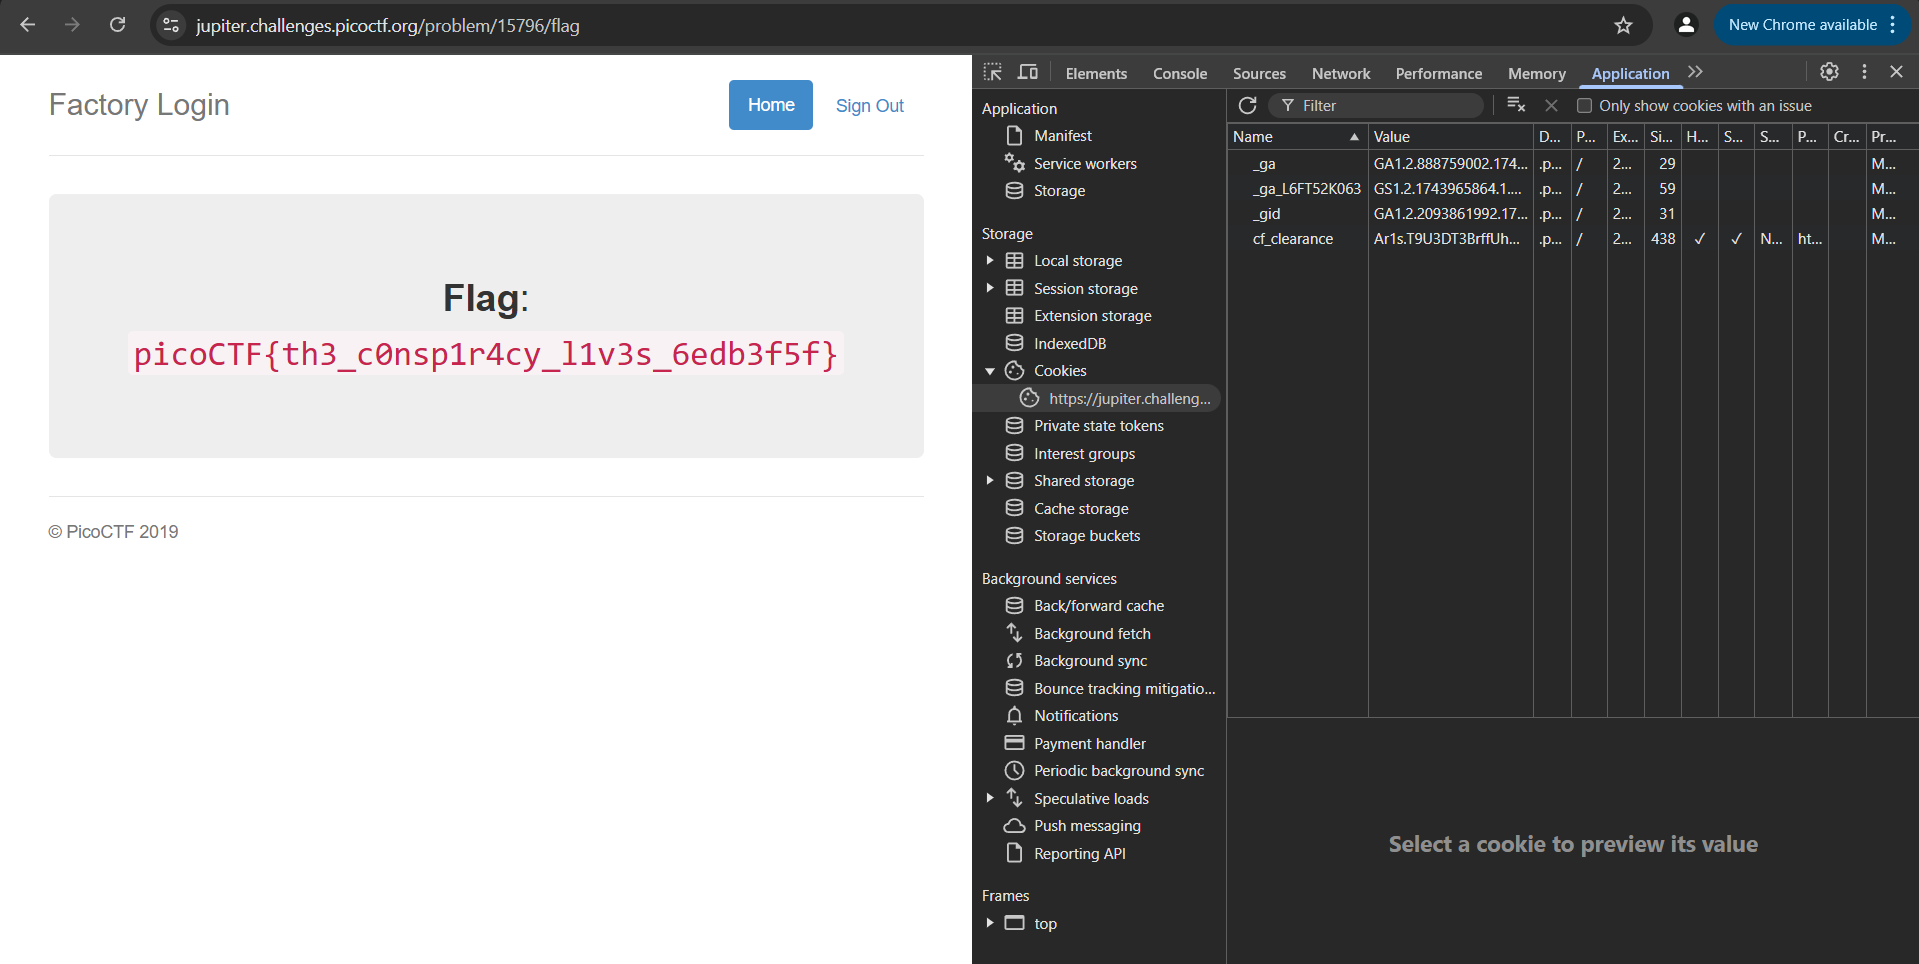 jupiter.challenges.picoctf.org/problem/15796/flag
New Chrome available
Factory Login
Home
Sign Out
Flag:
picoCTF{th3_c0nsp1r4cy_l1v3s_6edb3f5f}
© PicoCTF 2019
Elements Console Sources Network Performance Memory Application
Application
Manifest
Service workers
Storage
Storage
Local storage
Session storage
Extension storage
IndexedDB
Cookies
https://jupiter.challeng...
Private state tokens
Interest groups
Shared storage
Cache storage
Storage buckets
Background services
Back/forward cache
Background fetch
Background sync
Bounce tracking mitigatio...
Notifications
Payment handler
Periodic background sync
Speculative loads
Push messaging
Reporting API
Frames
top
Filter
Only show cookies with an issue
Name Value D... P... Ex... Si... H... S... S... P... Cr... Pr...
_ga GA1.2.888759002.174... .p... / 2... 29 M...
_ga_L6FT52K063 GS1.2.1743965864.1.... .p... / 2... 59 M...
_gid GA1.2.2093861992.17... .p... / 2... 31 M...
cf_clearance Ar1s.T9U3DT3BrffUh... .p... / 2... 438 ✓ ✓ N... ht... M...
Select a cookie to preview its value